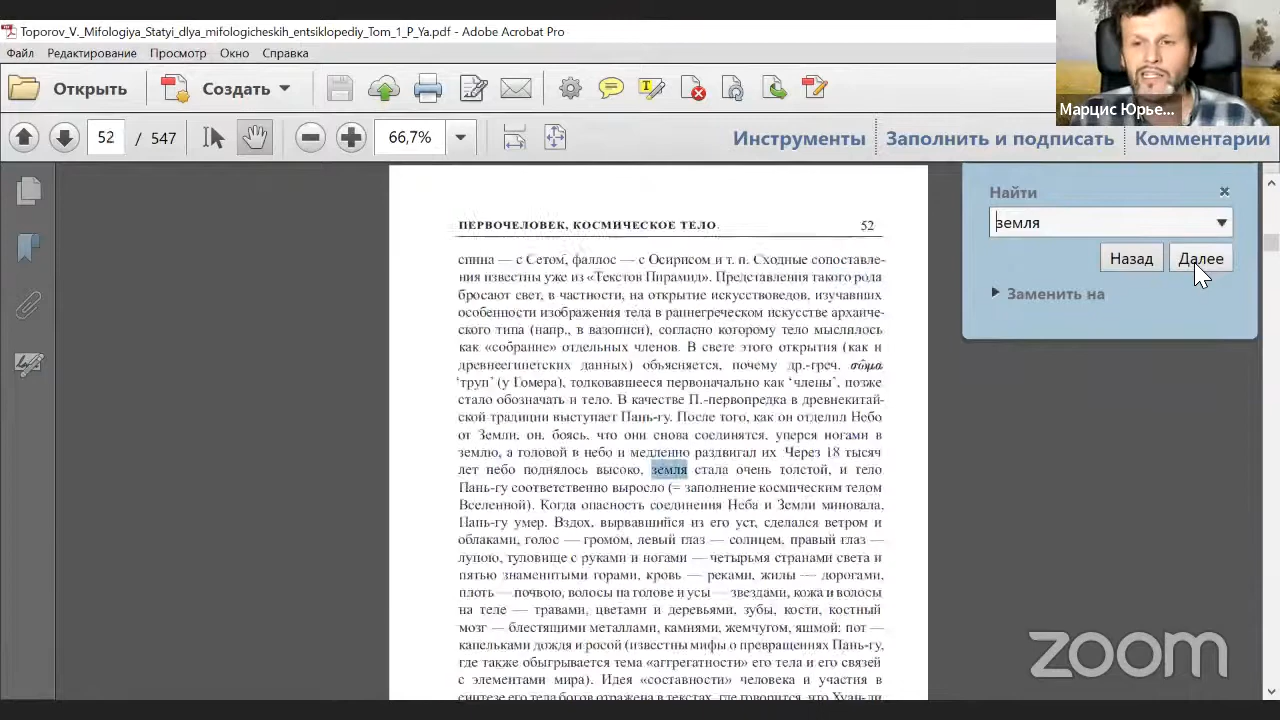 Toporov_V._Mifologiya_Statyi_dlya_mifologicheskih_entsiklopediy_Tom_1_P_Ya.pdf - Adobe Acrobat Pro
Файл Редактирование Просмотр Окно Справка
Открыть Создать
52 / 547 66,7% Инструменты Заполнить и подписать Комментарии
Марцис Юрье...
Найти
земля
Назад Далее
Заменить на
ПЕРВОЧЕЛОВЕК, КОСМИЧЕСКОЕ ТЕЛО. 52
спина — с Сетом, фаллос — с Осирисом и т. п. Сходные сопоставле-
ния известны уже из «Текстов Пирамид». Представления такого рода
бросают свет, в частности, на открытие искусствоведов, изучавших
особенности изображения тела в раннегреческом искусстве архаиче-
ского типа (напр., в вазописи), согласно которому тело мыслилось
как «собрание» отдельных членов. В свете этого открытия (как и
древнеегипетских данных) объясняется, почему др.-греч. σῶμα
‘труп’ (у Гомера), толковавшееся первоначально как ‘члены’, позже
стало обозначать и тело. В качестве П.-первопредка в древнекитай-
ской традиции выступает Пань-гу. После того, как он отделил Небо
от Земли, он, боясь, что они снова соединятся, уперся ногами в
землю, а головой в небо и медленно раздвигал их Через 18 тысяч
лет небо поднялось высоко, земля стала очень толстой, и тело
Пань-гу соответственно выросло (= заполнение космическим телом
Вселенной). Когда опасность соединения Неба и Земли миновала,
Пань-гу умер. Вздох, вырвавшийся из его уст, сделался ветром и
облаками, голос — громом, левый глаз — солнцем, правый глаз —
луною, туловище с руками и ногами — четырьмя странами света и
пятью знаменитыми горами, кровь — реками, жилы — дорогами,
плоть — почвою, волосы на голове и усы — звездами, кожа и волосы
на теле — травами, цветами и деревьями, зубы, кости, костный
мозг — блестящими металлами, камнями, жемчугом, яшмой; пот —
капельками дождя и росой (известны мифы о превращениях Пань-гу,
где также обыгрывается тема «аггрегатности» его тела и его связей
с элементами мира). Идея «составности» человека и участия в
синтезе его тела богов отражена в текстах, где говорится, что Хуан-ди
zoom